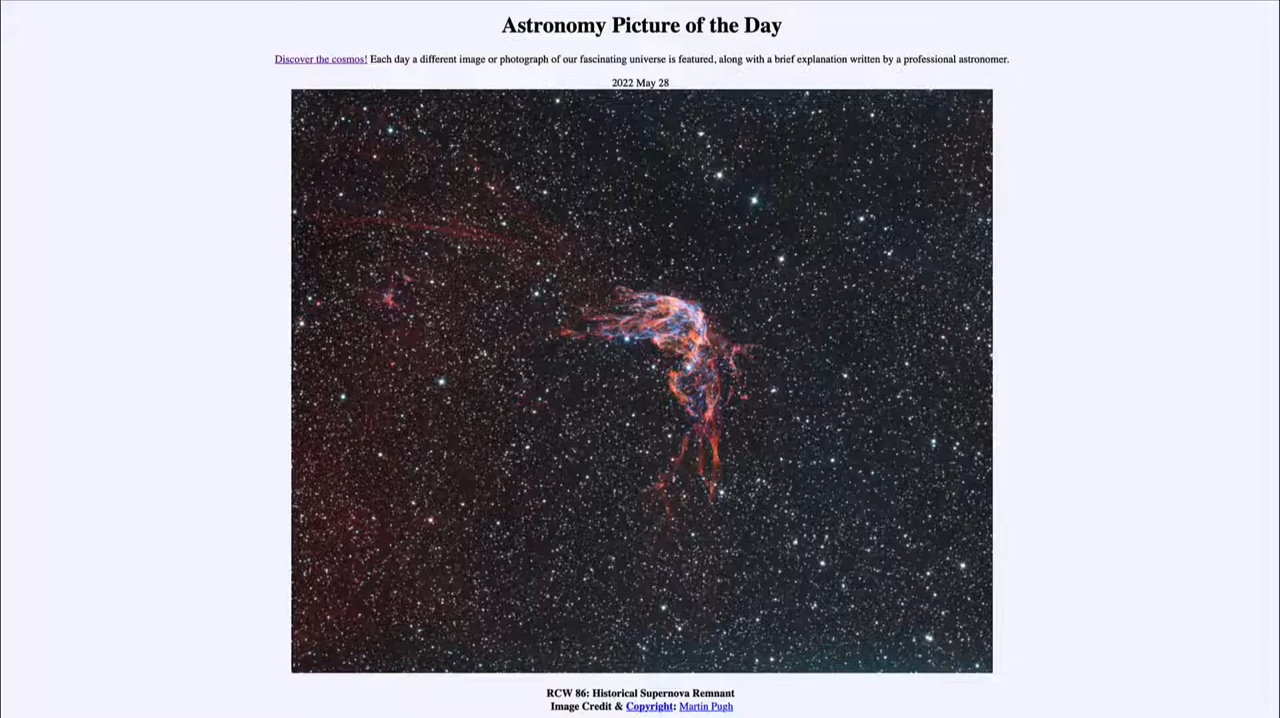 Astronomy Picture of the Day
Discover the cosmos! Each day a different image or photograph of our fascinating universe is featured, along with a brief explanation written by a professional astronomer.
2022 May 28
RCW 86: Historical Supernova Remnant
Image Credit & Copyright: Martin Pugh